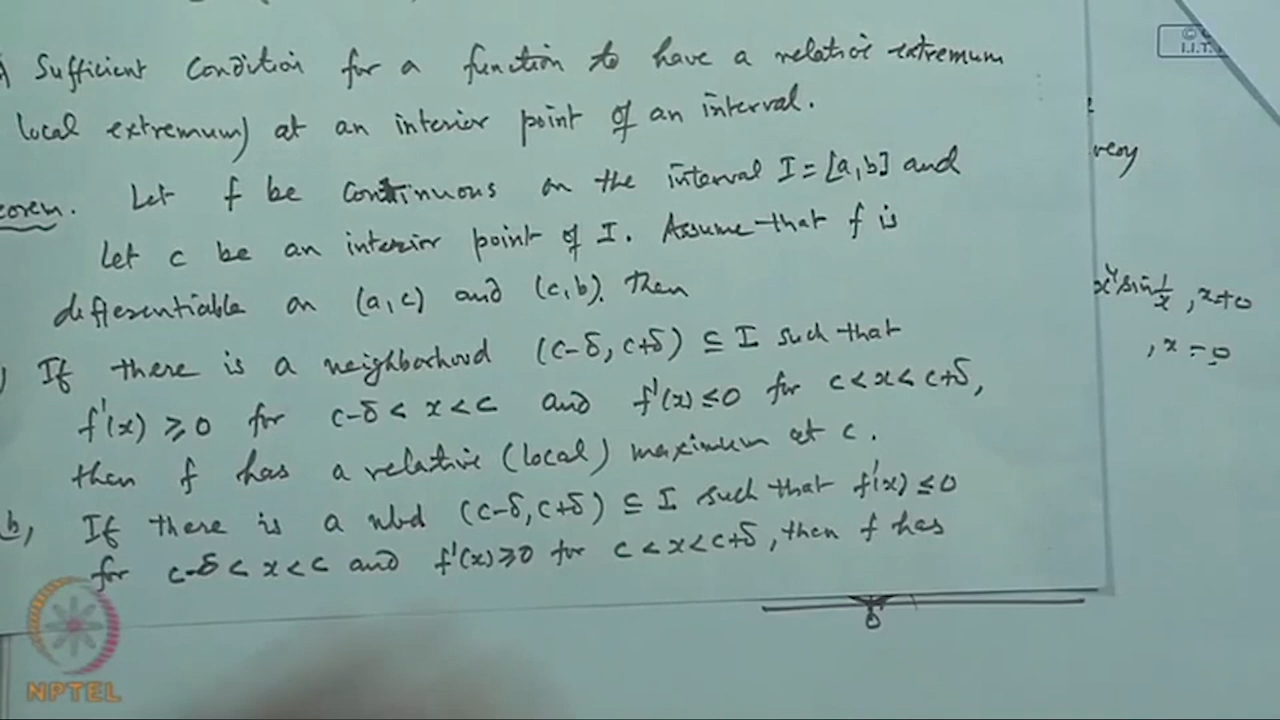 Sufficient Condition for a function to have a relative extremum
local extremum) at an interior point of an interval.
eorem. Let f be Continuous on the interval I = [a,b] and
Let c be an interior point of I. Assume that f is
differentiable on (a,c) and (c,b). Then
) If there is a neighborhood (c-δ, c+δ) ⊆ I such that
f'(x) ≥ 0 for c-δ < x < c and f'(x) ≤ 0 for c < x < c+δ,
then f has a relative (local) maximum at c.
b, If there is a nbd (c-δ, c+δ) ⊆ I such that f'(x) ≤ 0
for c-δ < x < c and f'(x) ≥ 0 for c < x < c+δ, then f has
very
sin 1/x , x≠0
, x = 0
0
©
I.I.T.
NPTEL